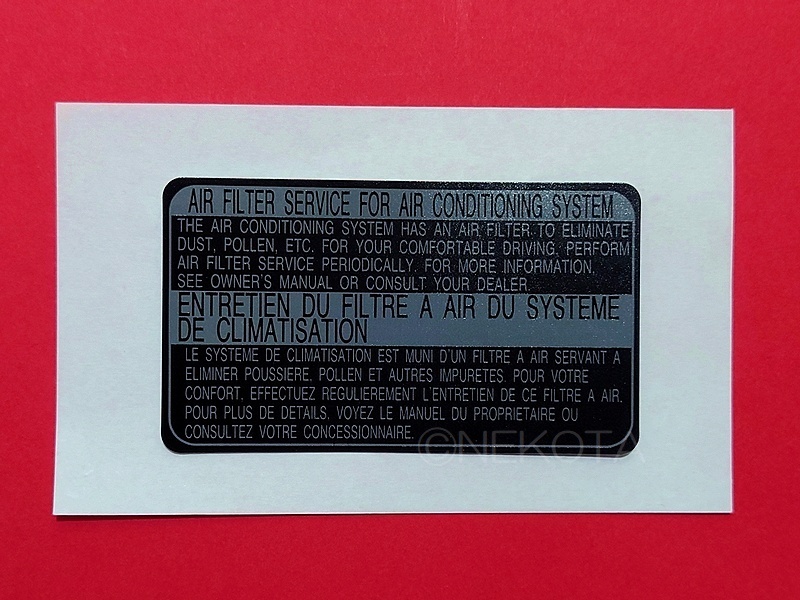 AIR FILTER SERVICE FOR AIR CONDITIONING SYSTEM
THE AIR CONDITIONING SYSTEM HAS AN AIR FILTER TO ELIMINATE
DUST, POLLEN, ETC. FOR YOUR COMFORTABLE DRIVING, PERFORM
AIR FILTER SERVICE PERIODICALLY. FOR MORE INFORMATION,
SEE OWNER'S MANUAL OR CONSULT YOUR DEALER.
ENTRETIEN DU FILTRE A AIR DU SYSTEME
DE CLIMATISATION
LE SYSTEME DE CLIMATISATION EST MUNI D'UN FILTRE A AIR SERVANT A
ELIMINER POUSSIERE, POLLEN ET AUTRES IMPURETES. POUR VOTRE
CONFORT, EFFECTUEZ REGULIEREMENT L'ENTRETIEN DE CE FILTRE A AIR.
POUR PLUS DE DETAILS, VOYEZ LE MANUEL DU PROPRIETAIRE OU
CONSULTEZ VOTRE CONCESSIONNAIRE.
©NEKOTA